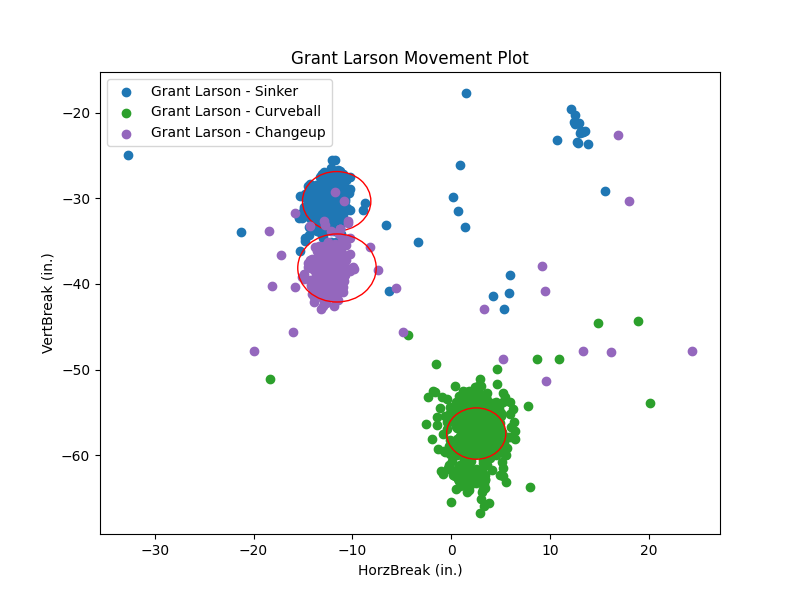 Grant Larson Movement Plot
Grant Larson - Sinker
Grant Larson - Curveball
Grant Larson - Changeup
VertBreak (in.)
−20
−30
−40
−50
−60
−30
−20
−10
0
10
20
HorzBreak (in.)